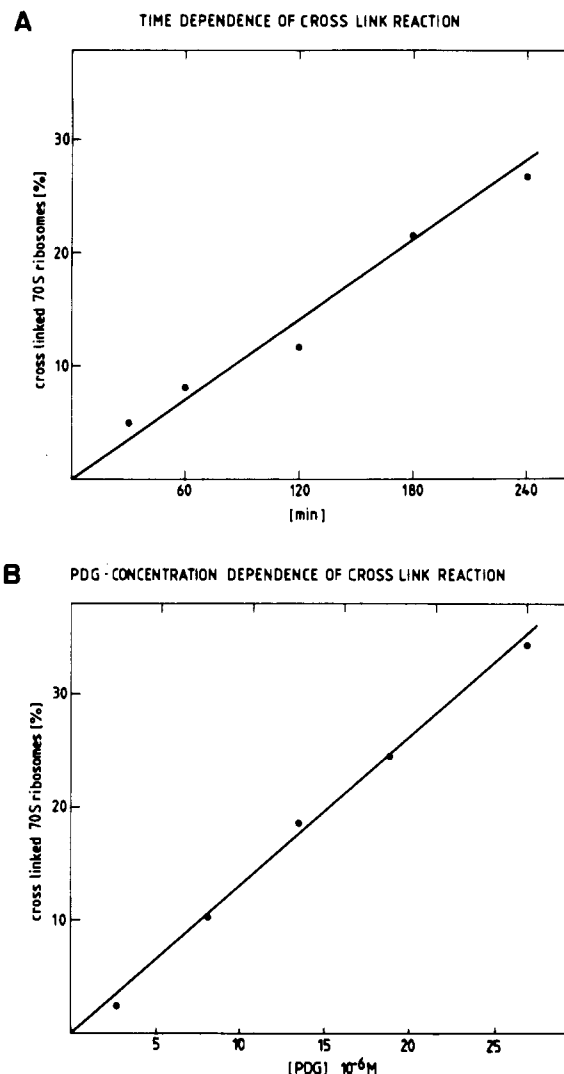 A
TIME DEPENDENCE OF CROSS LINK REACTION
cross linked 70S ribosomes [%]
30
20
10
60 120 180 240
[min]
B
PDG-CONCENTRATION DEPENDENCE OF CROSS LINK REACTION
cross linked 70S ribosomes [%]
30
20
10
5 10 15 20 25
[PDG] 10⁻⁶M